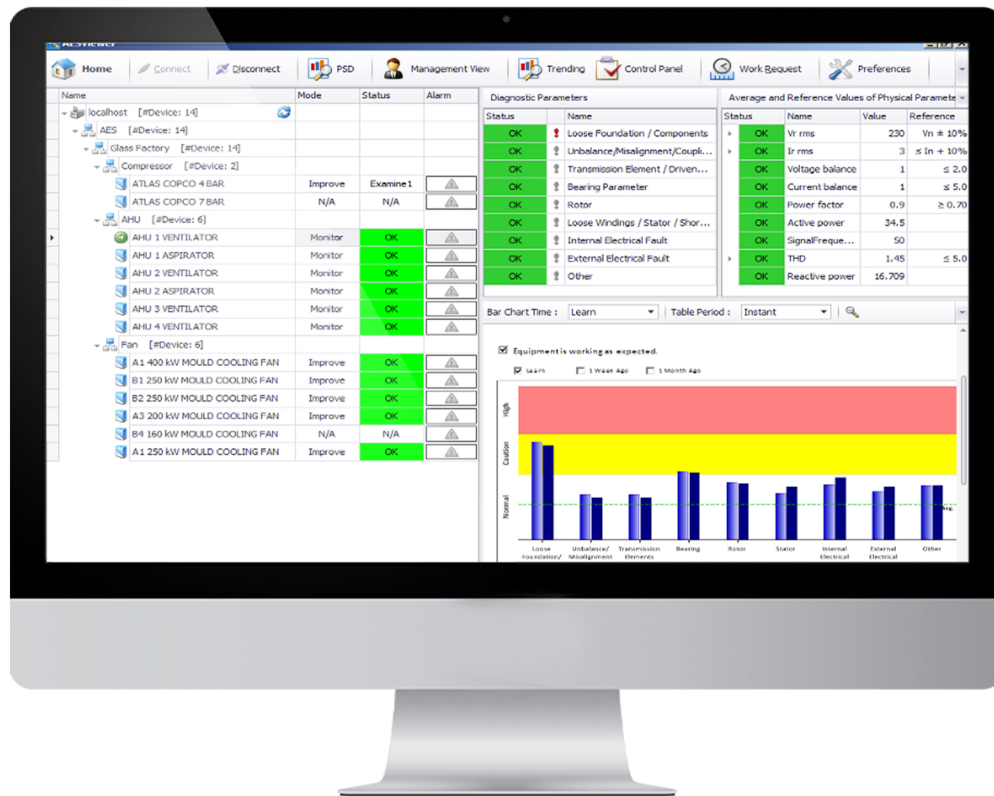 AESViewer
Home Connect Disconnect PSD Management View Trending Control Panel Work Request Preferences
Name Mode Status Alarm
localhost [#Device: 14]
AES [#Device: 14]
Glass Factory [#Device: 14]
Compressor [#Device: 2]
ATLAS COPCO 4 BAR Improve Examine1
ATLAS COPCO 7 BAR N/A N/A
AHU [#Device: 6]
AHU 1 VENTILATOR Monitor OK
AHU 1 ASPIRATOR Monitor OK
AHU 2 VENTILATOR Monitor OK
AHU 2 ASPIRATOR Monitor OK
AHU 3 VENTILATOR Monitor OK
AHU 4 VENTILATOR Monitor OK
Fan [#Device: 6]
A1 400 kW MOULD COOLING FAN Improve OK
B1 250 kW MOULD COOLING FAN Improve OK
B2 250 kW MOULD COOLING FAN Improve OK
A3 200 kW MOULD COOLING FAN Improve OK
B4 160 kW MOULD COOLING FAN N/A N/A
A1 250 kW MOULD COOLING FAN Improve OK
Diagnostic Parameters
Status Name
OK Loose Foundation / Components
OK Unbalance/Misalignment/Coupli...
OK Transmission Element / Driven...
OK Bearing Parameter
OK Rotor
OK Loose Windings / Stator / Shor...
OK Internal Electrical Fault
OK External Electrical Fault
OK Other
Average and Reference Values of Physical Paramete
Status Name Value Reference
OK Vr rms 230 Vn ± 10%
OK Ir rms 3 ≤ In + 10%
OK Voltage balance 1 ≤ 2.0
OK Current balance 1 ≤ 5.0
OK Power factor 0.9 ≥ 0.70
OK Active power 34.5
OK SignalFreque... 50
OK THD 1.45 ≤ 5.0
OK Reactive power 16.709
Bar Chart Time : Learn Table Period : Instant
Equipment is working as expected.
Learn 1 Week Ago 1 Month Ago
High
Caution
Normal
Avg.
Loose Unbalance/ Transmission Bearing Rotor Stator Internal External Other
Foundation/ Misalignment Elements Electrical Electrical